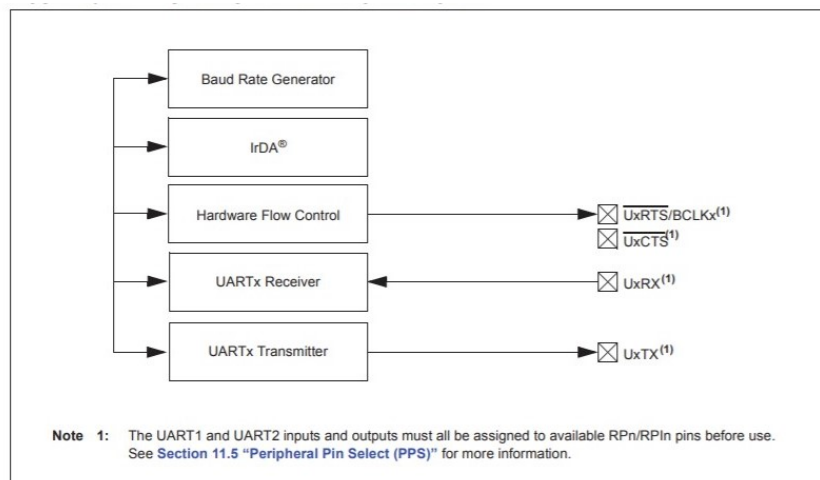 Baud Rate Generator
IrDA®
Hardware Flow Control
UxRTS/BCLKx(1)
UxCTS(1)
UARTx Receiver
UxRX(1)
UARTx Transmitter
UxTX(1)
Note 1: The UART1 and UART2 inputs and outputs must all be assigned to available RPn/RPIn pins before use.
See Section 11.5 “Peripheral Pin Select (PPS)” for more information.